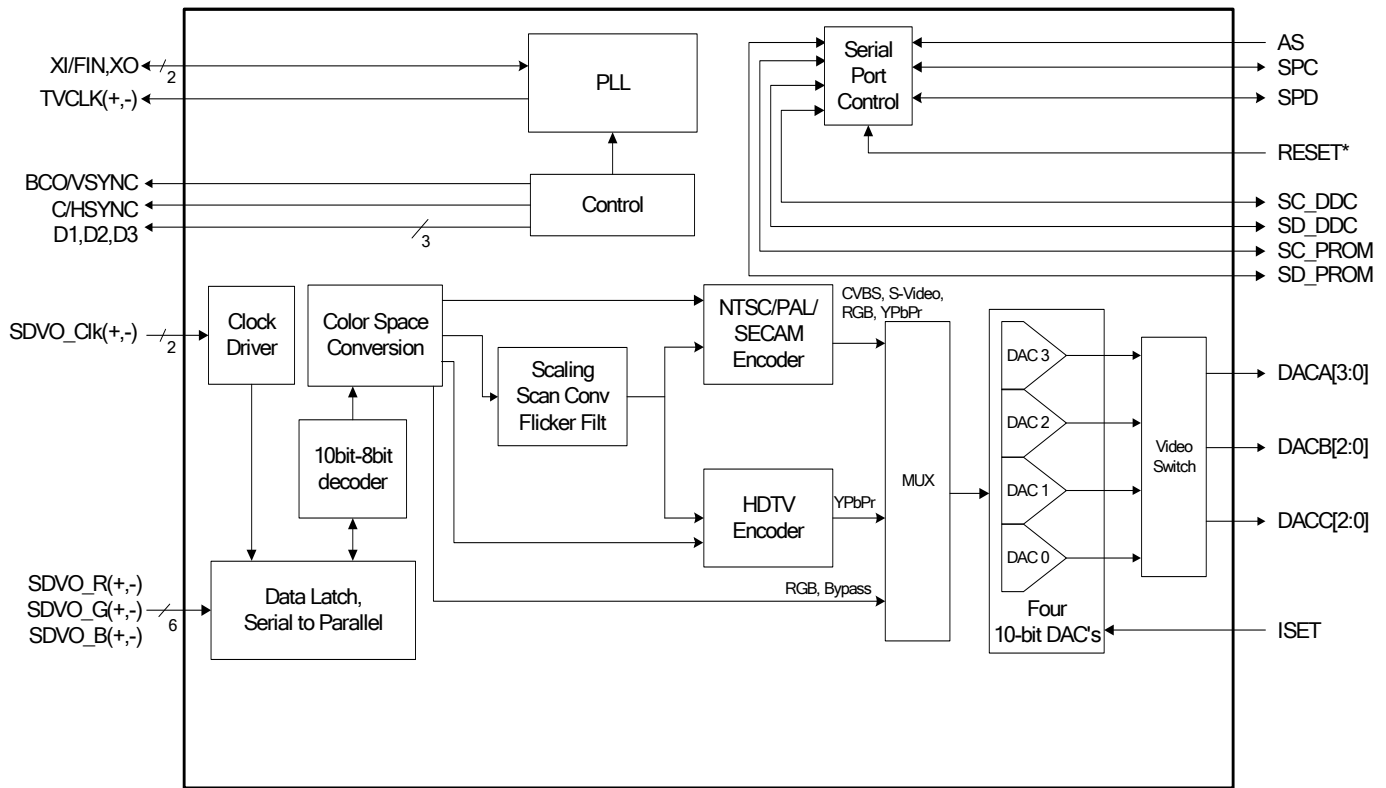 XI/FIN,XO
2
TVCLK(+,-)
PLL
BCO/VSYNC
C/HSYNC
D1,D2,D3
3
Control
Serial
Port
Control
AS
SPC
SPD
RESET*
SC_DDC
SD_DDC
SC_PROM
SD_PROM
SDVO_Clk(+,-)
2
Clock
Driver
Color Space
Conversion
10bit-8bit
decoder
Scaling
Scan Conv
Flicker Filt
NTSC/PAL/
SECAM
Encoder
CVBS, S-Video,
RGB, YPbPr
HDTV
Encoder
YPbPr
RGB, Bypass
MUX
DAC 3
DAC 2
DAC 1
DAC 0
Four
10-bit DAC's
Video
Switch
DACA[3:0]
DACB[2:0]
DACC[2:0]
ISET
SDVO_R(+,-)
SDVO_G(+,-)
SDVO_B(+,-)
6
Data Latch,
Serial to Parallel